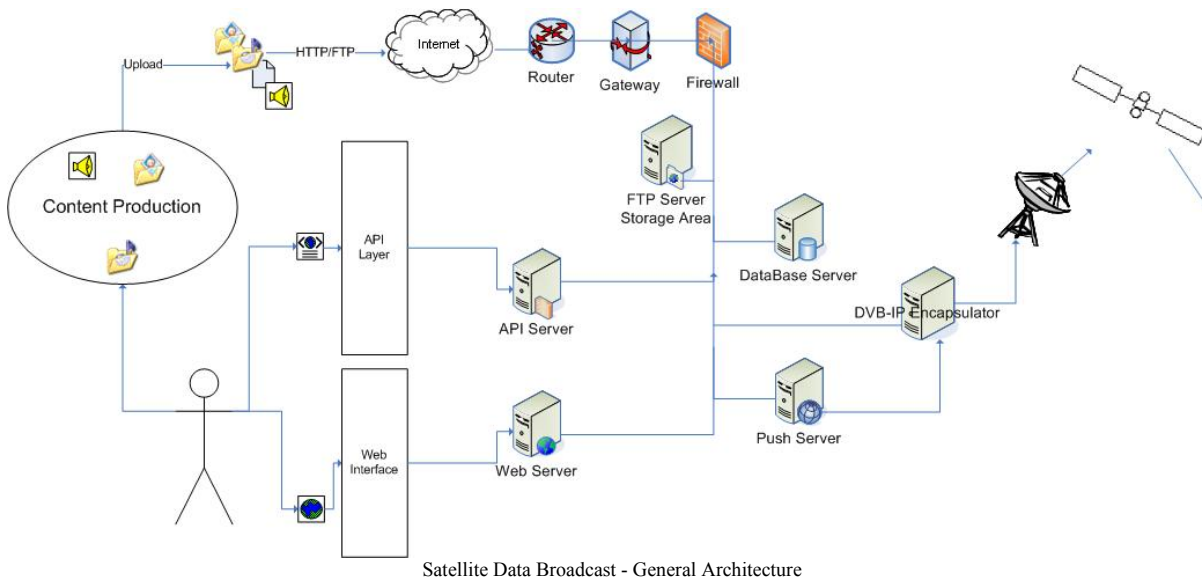 Upload
HTTP/FTP
Internet
Router
Gateway
Firewall
Content Production
API
Layer
FTP Server
Storage Area
DataBase Server
API Server
DVB-IP Encapsulator
Web
Interface
Web Server
Push Server
Satellite Data Broadcast - General Architecture